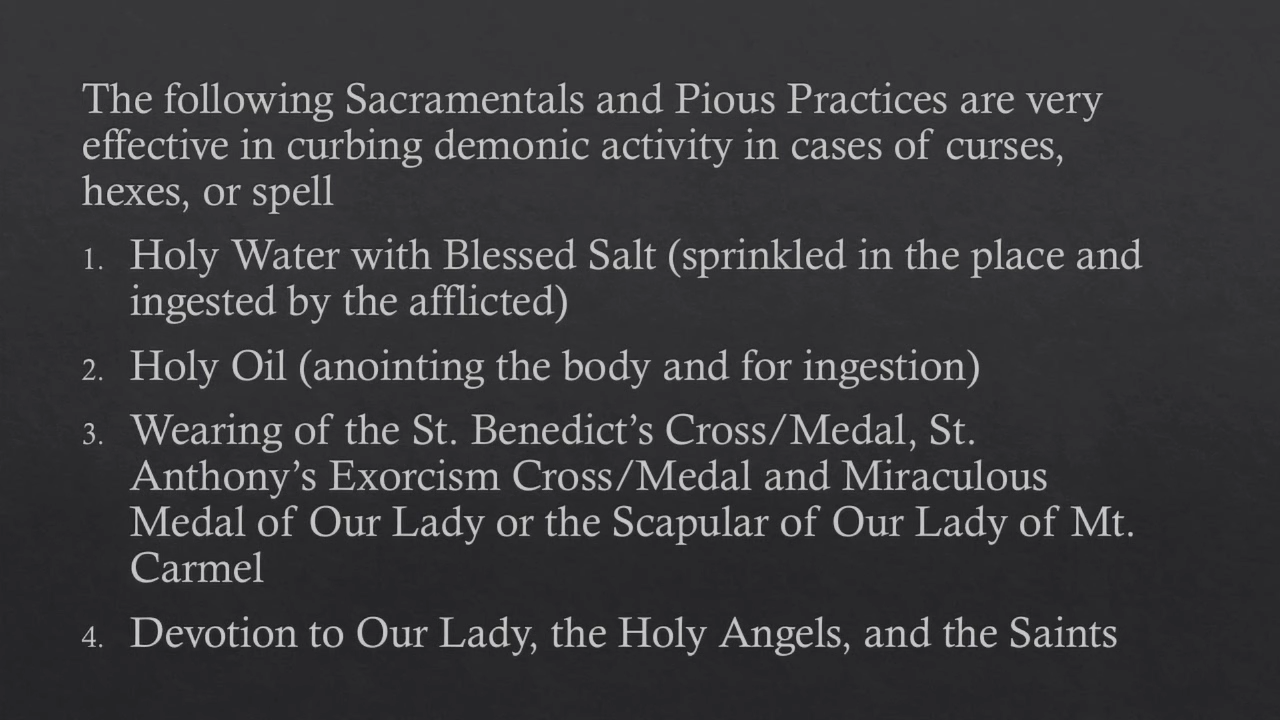 The following Sacramentals and Pious Practices are very
effective in curbing demonic activity in cases of curses,
hexes, or spell
1. Holy Water with Blessed Salt (sprinkled in the place and
ingested by the afflicted)
2. Holy Oil (anointing the body and for ingestion)
3. Wearing of the St. Benedict’s Cross/Medal, St.
Anthony’s Exorcism Cross/Medal and Miraculous
Medal of Our Lady or the Scapular of Our Lady of Mt.
Carmel
4. Devotion to Our Lady, the Holy Angels, and the Saints